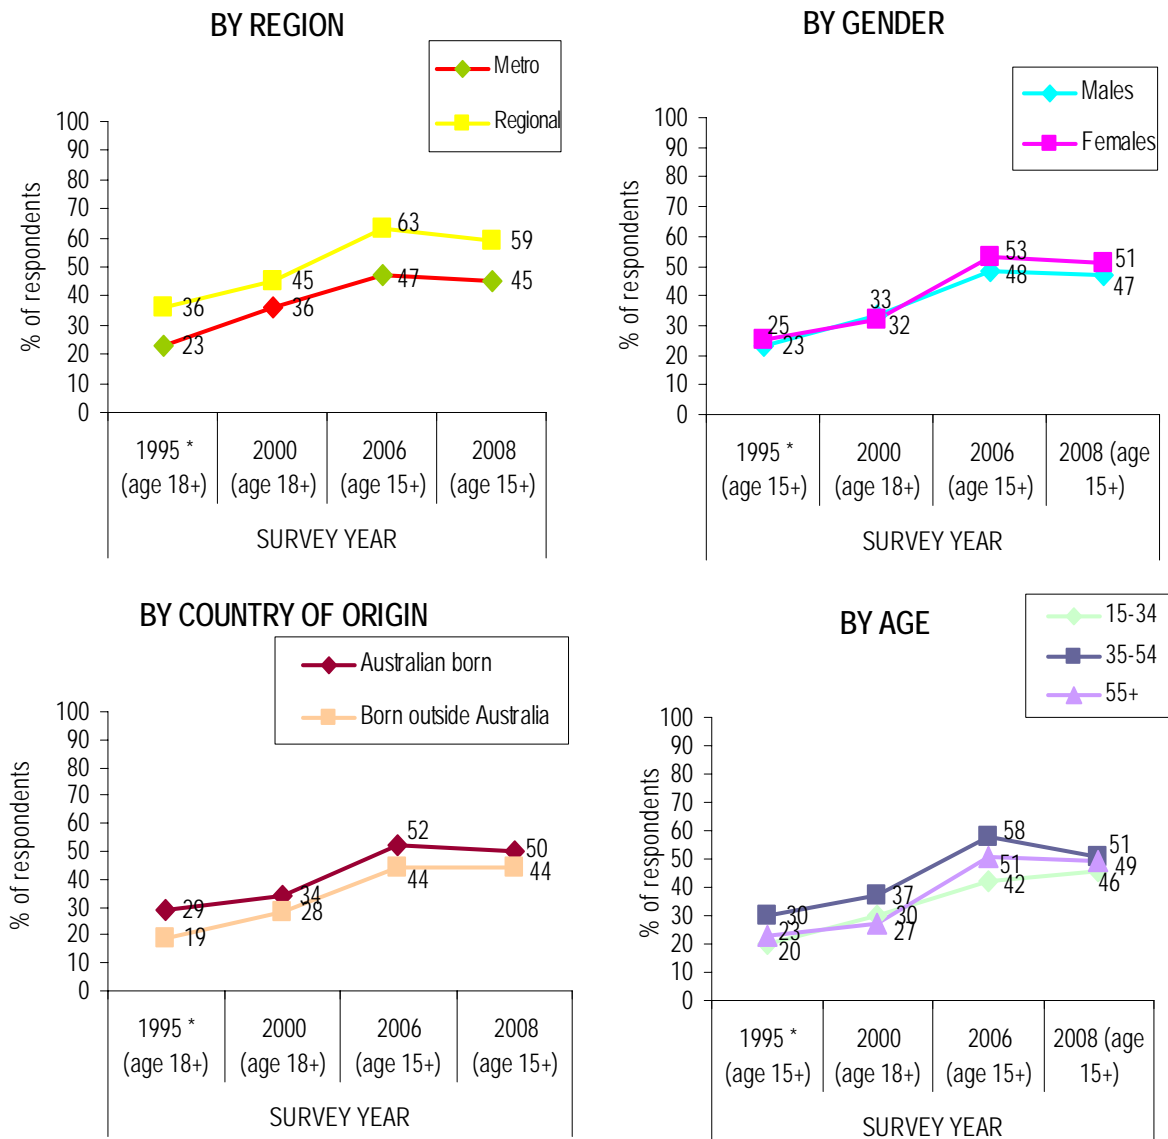 BY REGION
Metro
Regional
% of respondents
100
90
80
70
60
50
40
30
20
10
0
63
59
45
47
45
36
36
23
1995 * (age 18+)
2000 (age 18+)
2006 (age 15+)
2008 (age 15+)
SURVEY YEAR
BY GENDER
Males
Females
% of respondents
100
90
80
70
60
50
40
30
20
10
0
53
51
48
47
33
32
25
23
1995 * (age 15+)
2000 (age 18+)
2006 (age 15+)
2008 (age 15+)
SURVEY YEAR
BY COUNTRY OF ORIGIN
Australian born
Born outside Australia
% of respondents
100
90
80
70
60
50
40
30
20
10
0
52
50
44
44
34
28
29
19
1995 * (age 18+)
2000 (age 18+)
2006 (age 15+)
2008 (age 15+)
SURVEY YEAR
BY AGE
15-34
35-54
55+
% of respondents
100
90
80
70
60
50
40
30
20
10
0
58
51
51
49
42
46
37
30
30
27
23
20
1995 * (age 15+)
2000 (age 18+)
2006 (age 15+)
2008 (age 15+)
SURVEY YEAR